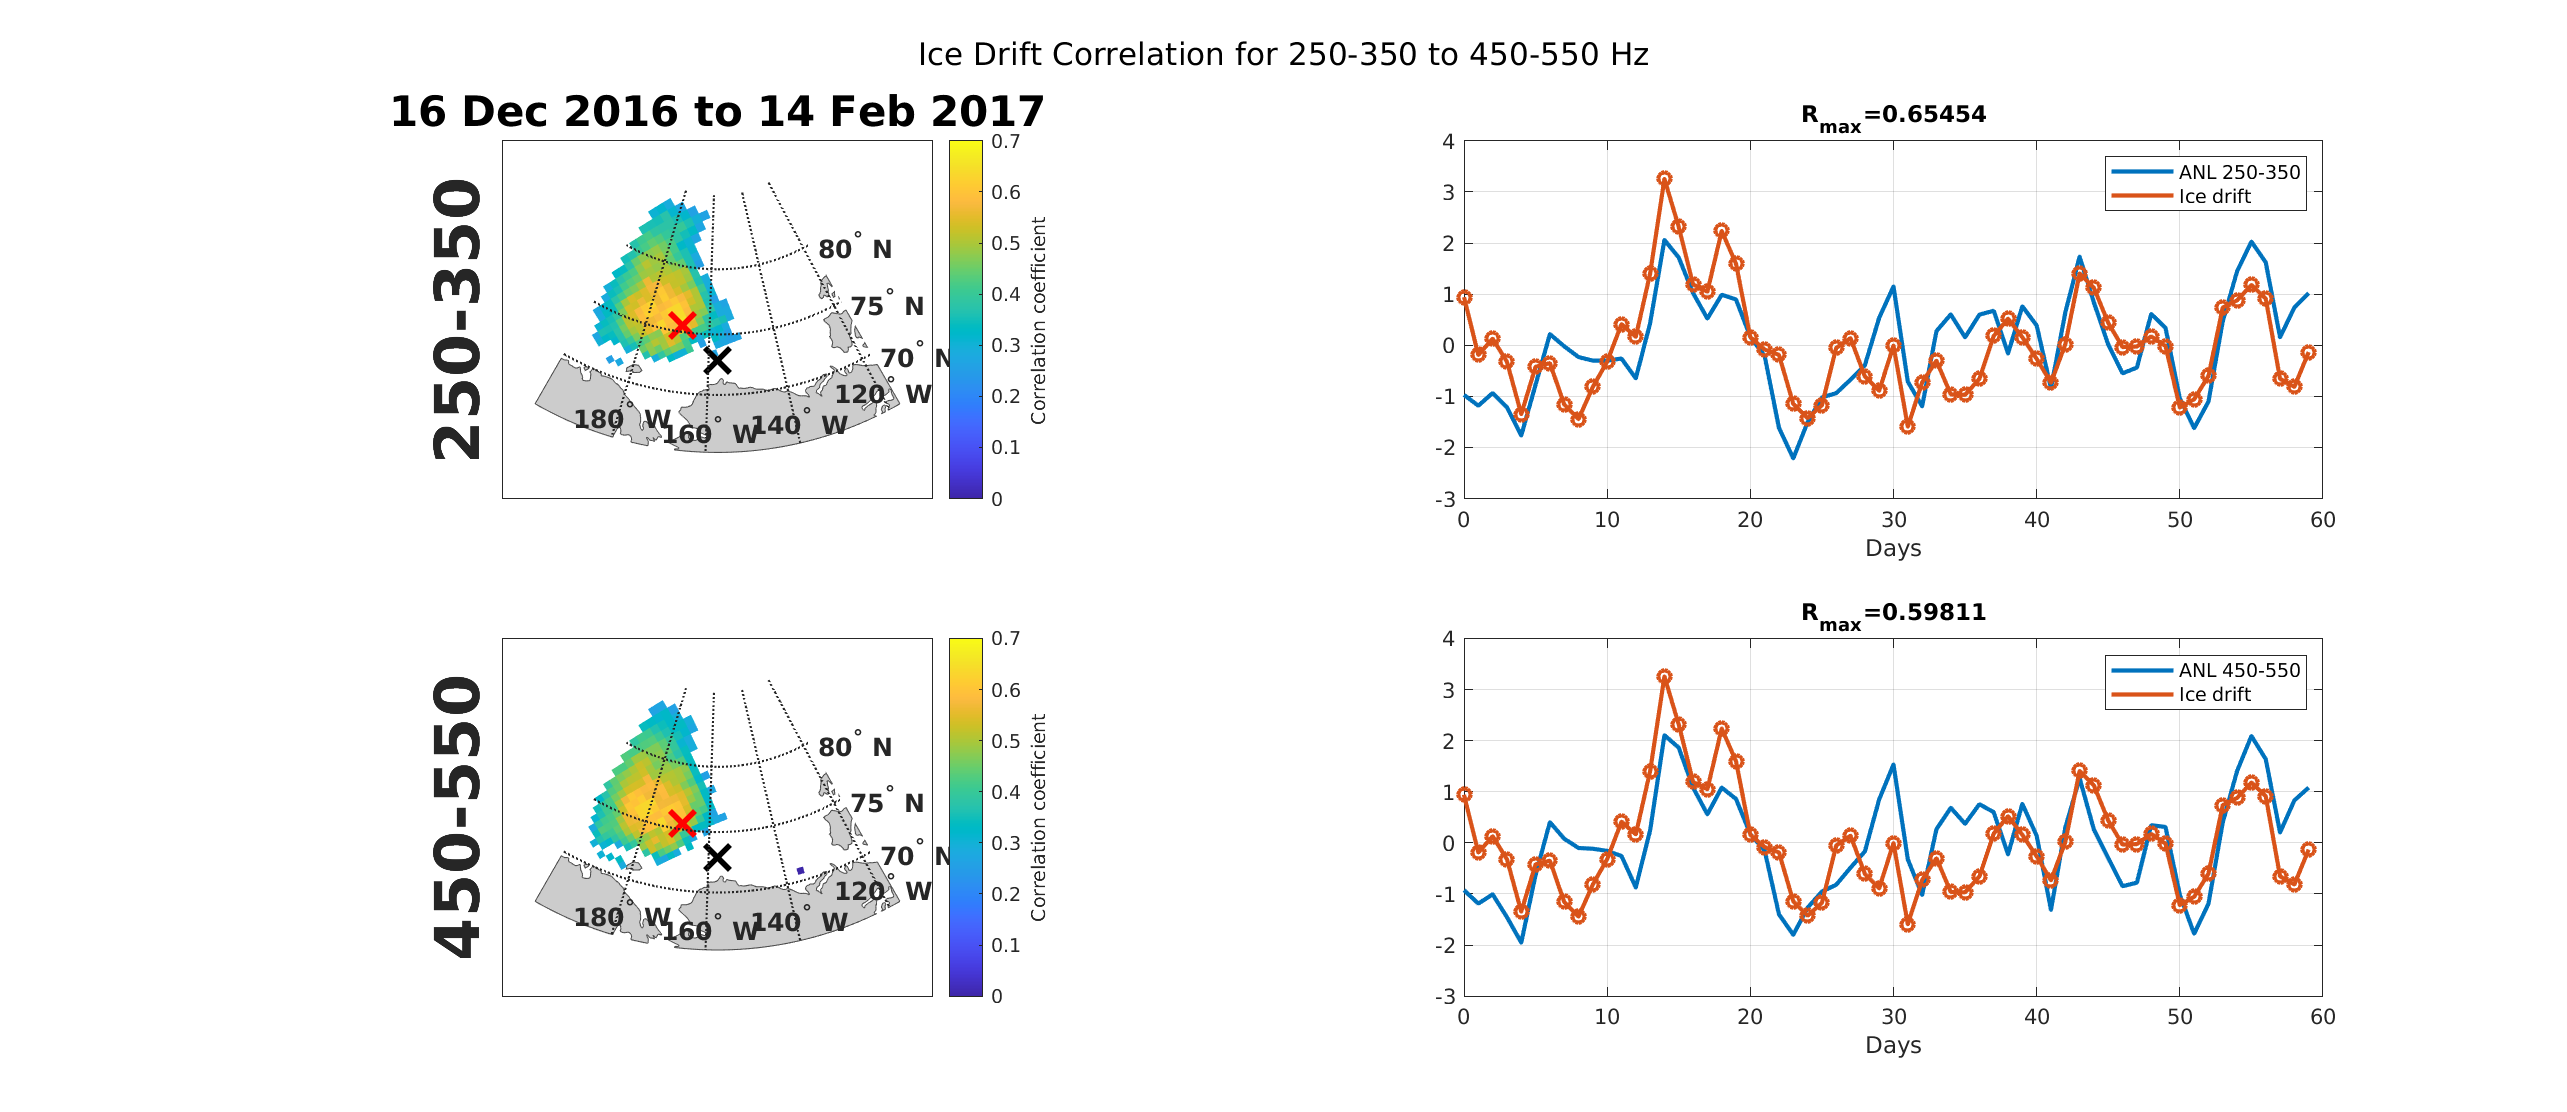 Ice Drift Correlation for 250-350 to 450-550 Hz
16 Dec 2016 to 14 Feb 2017
250-350
80° N
75° N
70° N
120° W
180° W
160° W
140° W
0.7
0.6
0.5
0.4
0.3
0.2
0.1
0
Correlation coefficient
Rmax=0.65454
4
3
2
1
0
-1
-2
-3
0 10 20 30 40 50 60
Days
ANL 250-350
Ice drift
450-550
80° N
75° N
70° N
120° W
180° W
160° W
140° W
0.7
0.6
0.5
0.4
0.3
0.2
0.1
0
Correlation coefficient
Rmax=0.59811
4
3
2
1
0
-1
-2
-3
0 10 20 30 40 50 60
Days
ANL 450-550
Ice drift